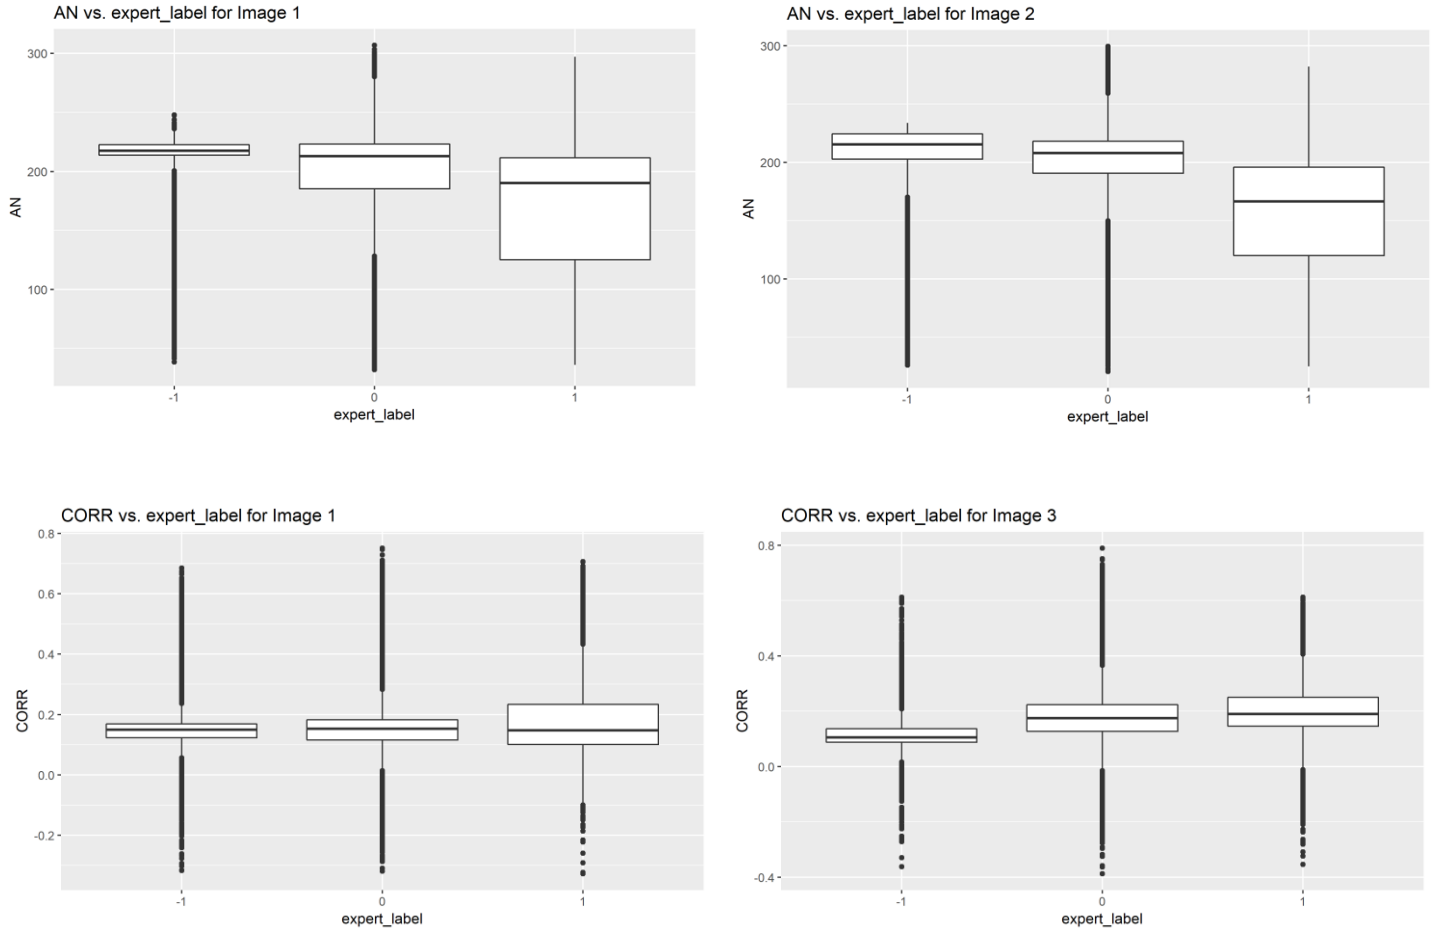 AN vs. expert_label for Image 1
300
200
100
AN
-1 0 1
expert_label
AN vs. expert_label for Image 2
300
200
100
AN
-1 0 1
expert_label
CORR vs. expert_label for Image 1
0.8
0.6
0.4
0.2
0.0
-0.2
CORR
-1 0 1
expert_label
CORR vs. expert_label for Image 3
0.8
0.4
0.0
-0.4
CORR
-1 0 1
expert_label